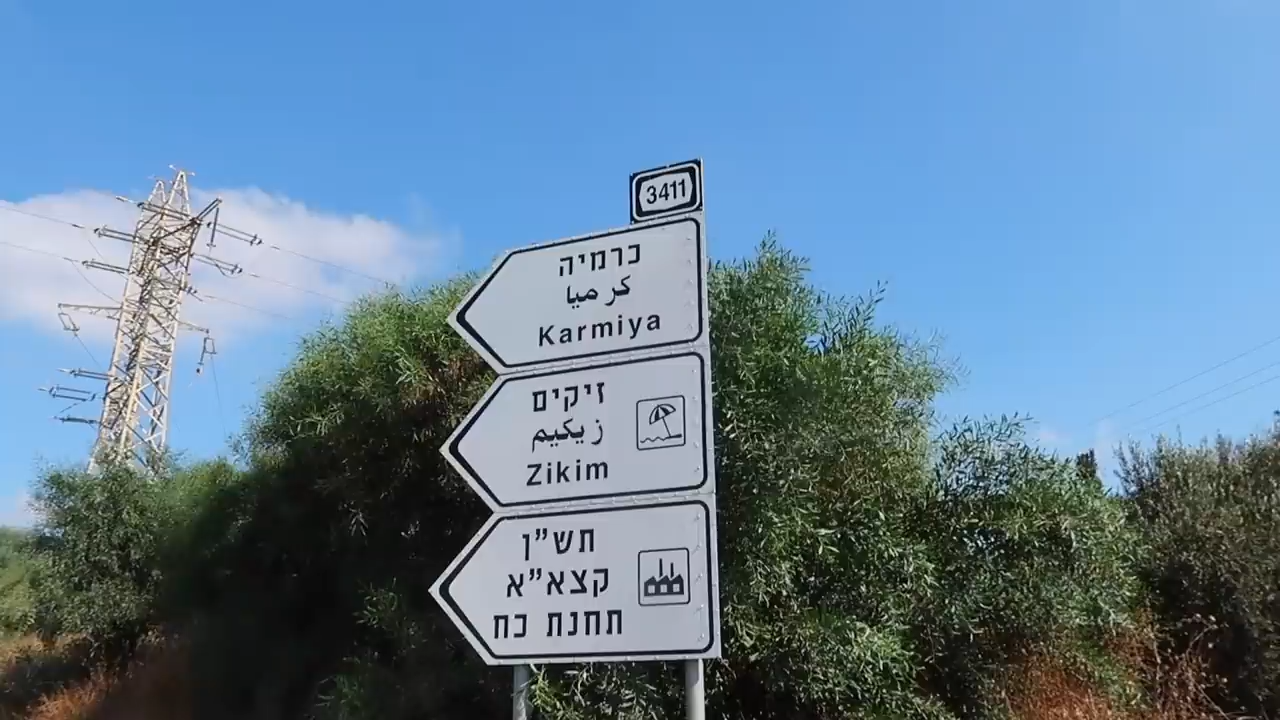 3411
כרמיה
كرميا
Karmiya
זיקים
زيكيم
Zikim
תש"ן
קצא"א
תחנת כח